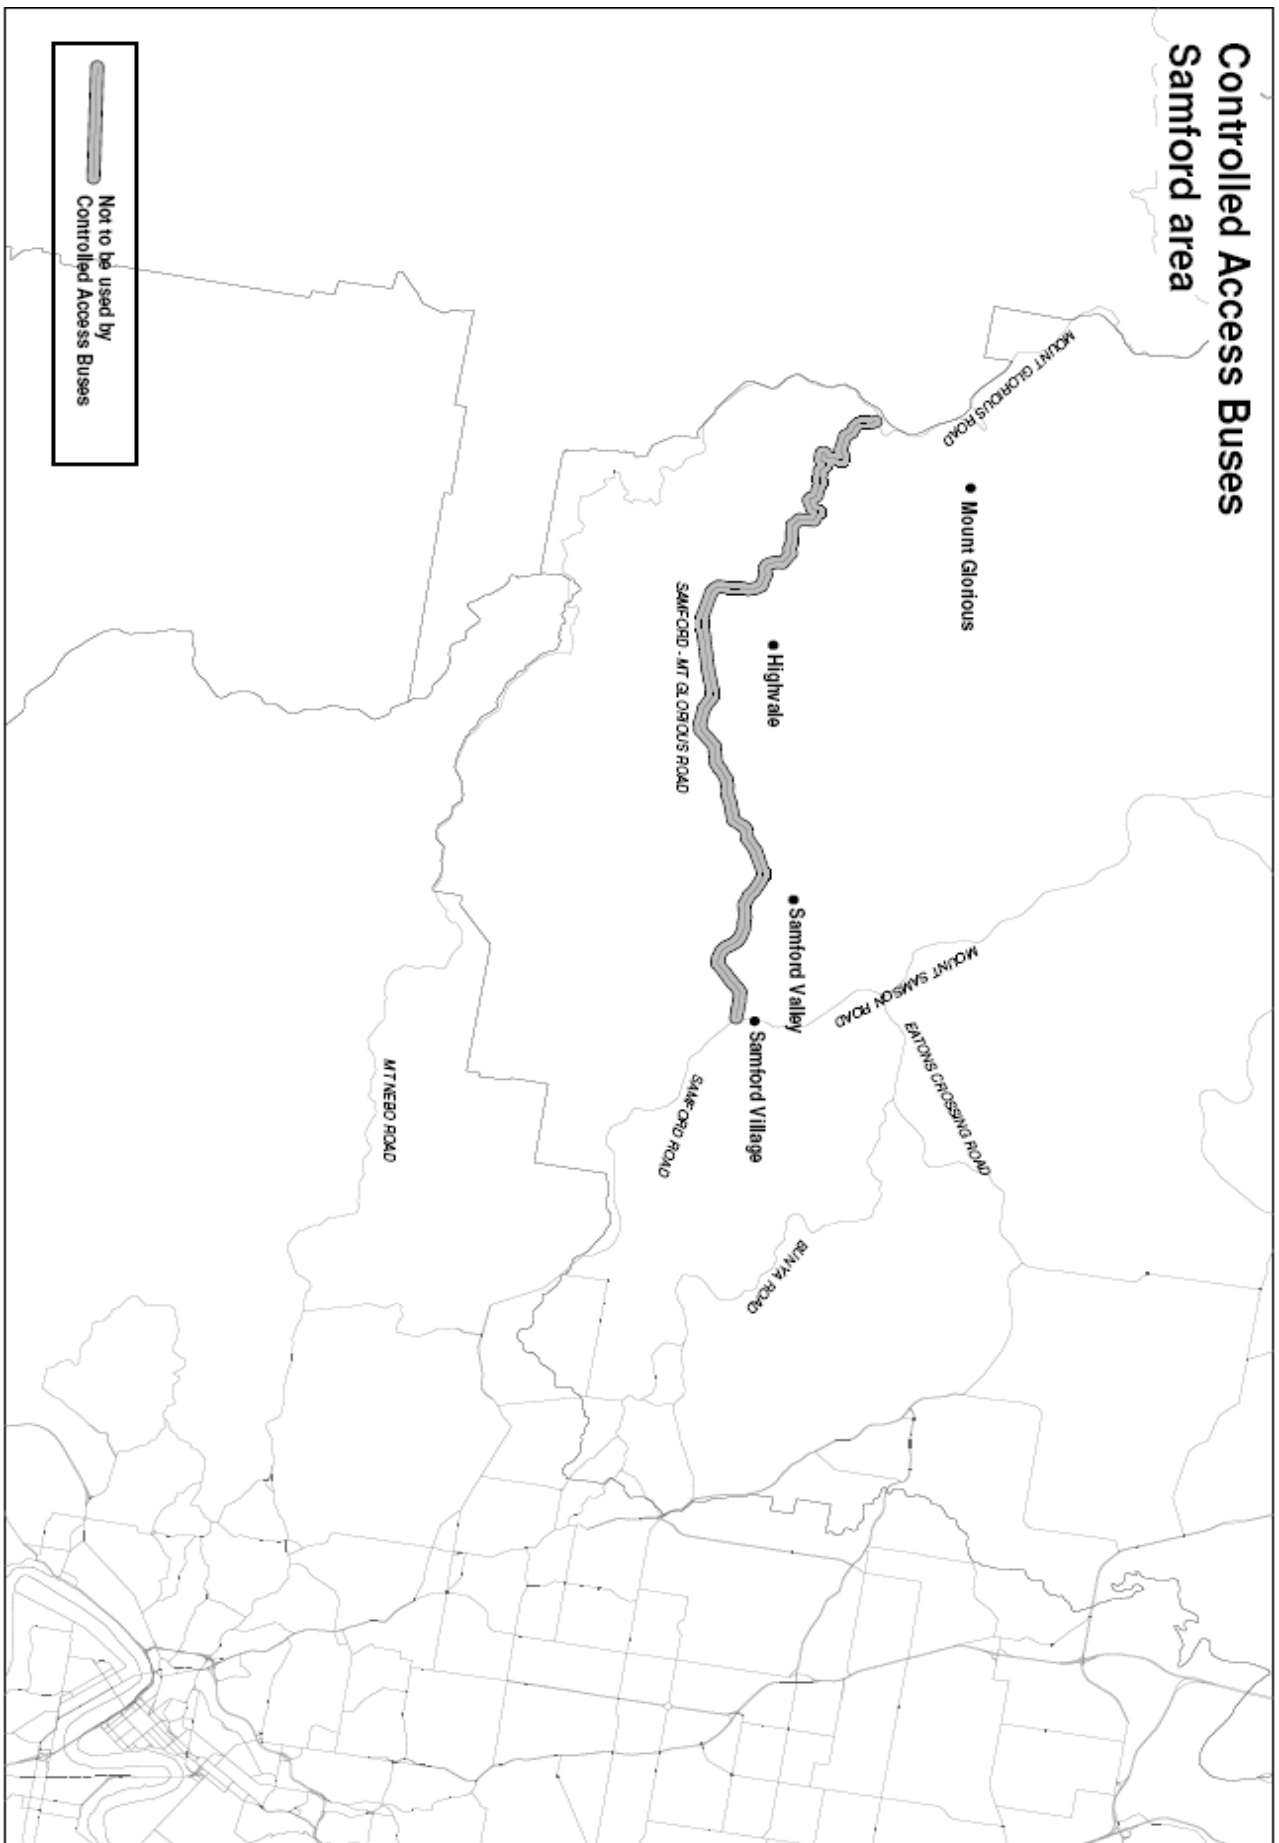 Controlled Access Buses
Samford area
MOUNT GLORIOUS ROAD
Mount Glorious
Highvale
SAMFORD - MT GLORIOUS ROAD
Samford Valley
MOUNT SAMSON ROAD
EATONS CROSSING ROAD
Samford Village
SAMFORD ROAD
BUNYA ROAD
MT NEBO ROAD
Not to be used by
Controlled Access Buses